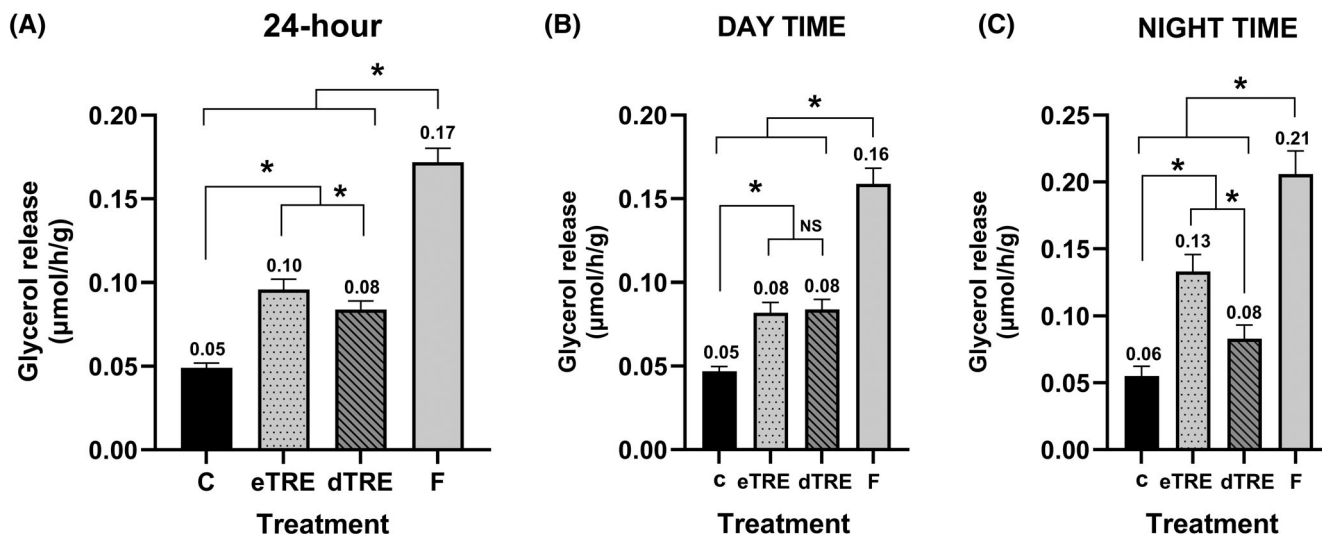 (A) 24-hour
Glycerol release
(µmol/h/g)
0.20
0.15
0.10
0.05
0.00
*
*
*
0.05
0.10
0.08
0.17
C eTRE dTRE F
Treatment
(B) DAY TIME
Glycerol release
(µmol/h/g)
0.20
0.15
0.10
0.05
0.00
*
*
NS
0.05
0.08
0.08
0.16
c eTRE dTRE F
Treatment
(C) NIGHT TIME
Glycerol release
(µmol/h/g)
0.25
0.20
0.15
0.10
0.05
0.00
*
*
*
0.06
0.13
0.08
0.21
c eTRE dTRE F
Treatment